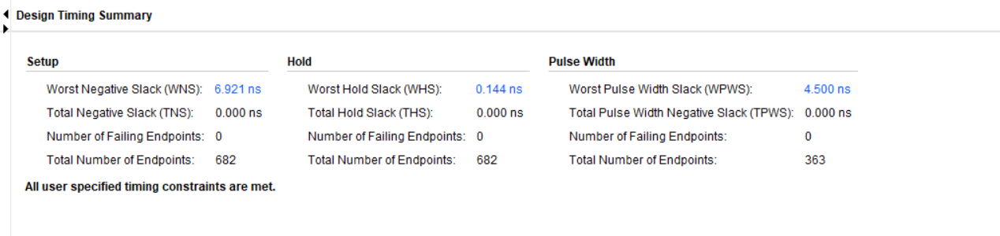 Design Timing Summary
Setup Hold Pulse Width
Worst Negative Slack (WNS): 6.921 ns Worst Hold Slack (WHS): 0.144 ns Worst Pulse Width Slack (WPWS): 4.500 ns
Total Negative Slack (TNS): 0.000 ns Total Hold Slack (THS): 0.000 ns Total Pulse Width Negative Slack (TPWS): 0.000 ns
Number of Failing Endpoints: 0 Number of Failing Endpoints: 0 Number of Failing Endpoints: 0
Total Number of Endpoints: 682 Total Number of Endpoints: 682 Total Number of Endpoints: 363
All user specified timing constraints are met.